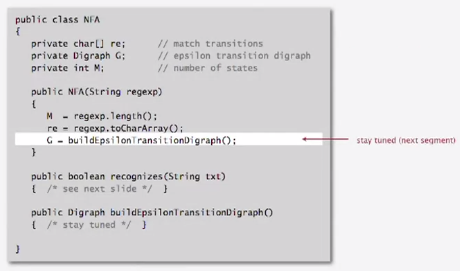 public class NFA
{
private char[] re; // match transitions
private Digraph G; // epsilon transition digraph
private int M; // number of states
public NFA(String regexp)
{
M = regexp.length();
re = regexp.toCharArray();
G = buildEpsilonTransitionDigraph(); stay tuned (next segment)
}
public boolean recognizes(String txt)
{ /* see next slide */ }
public Digraph buildEpsilonTransitionDigraph()
{ /* stay tuned */ }
}